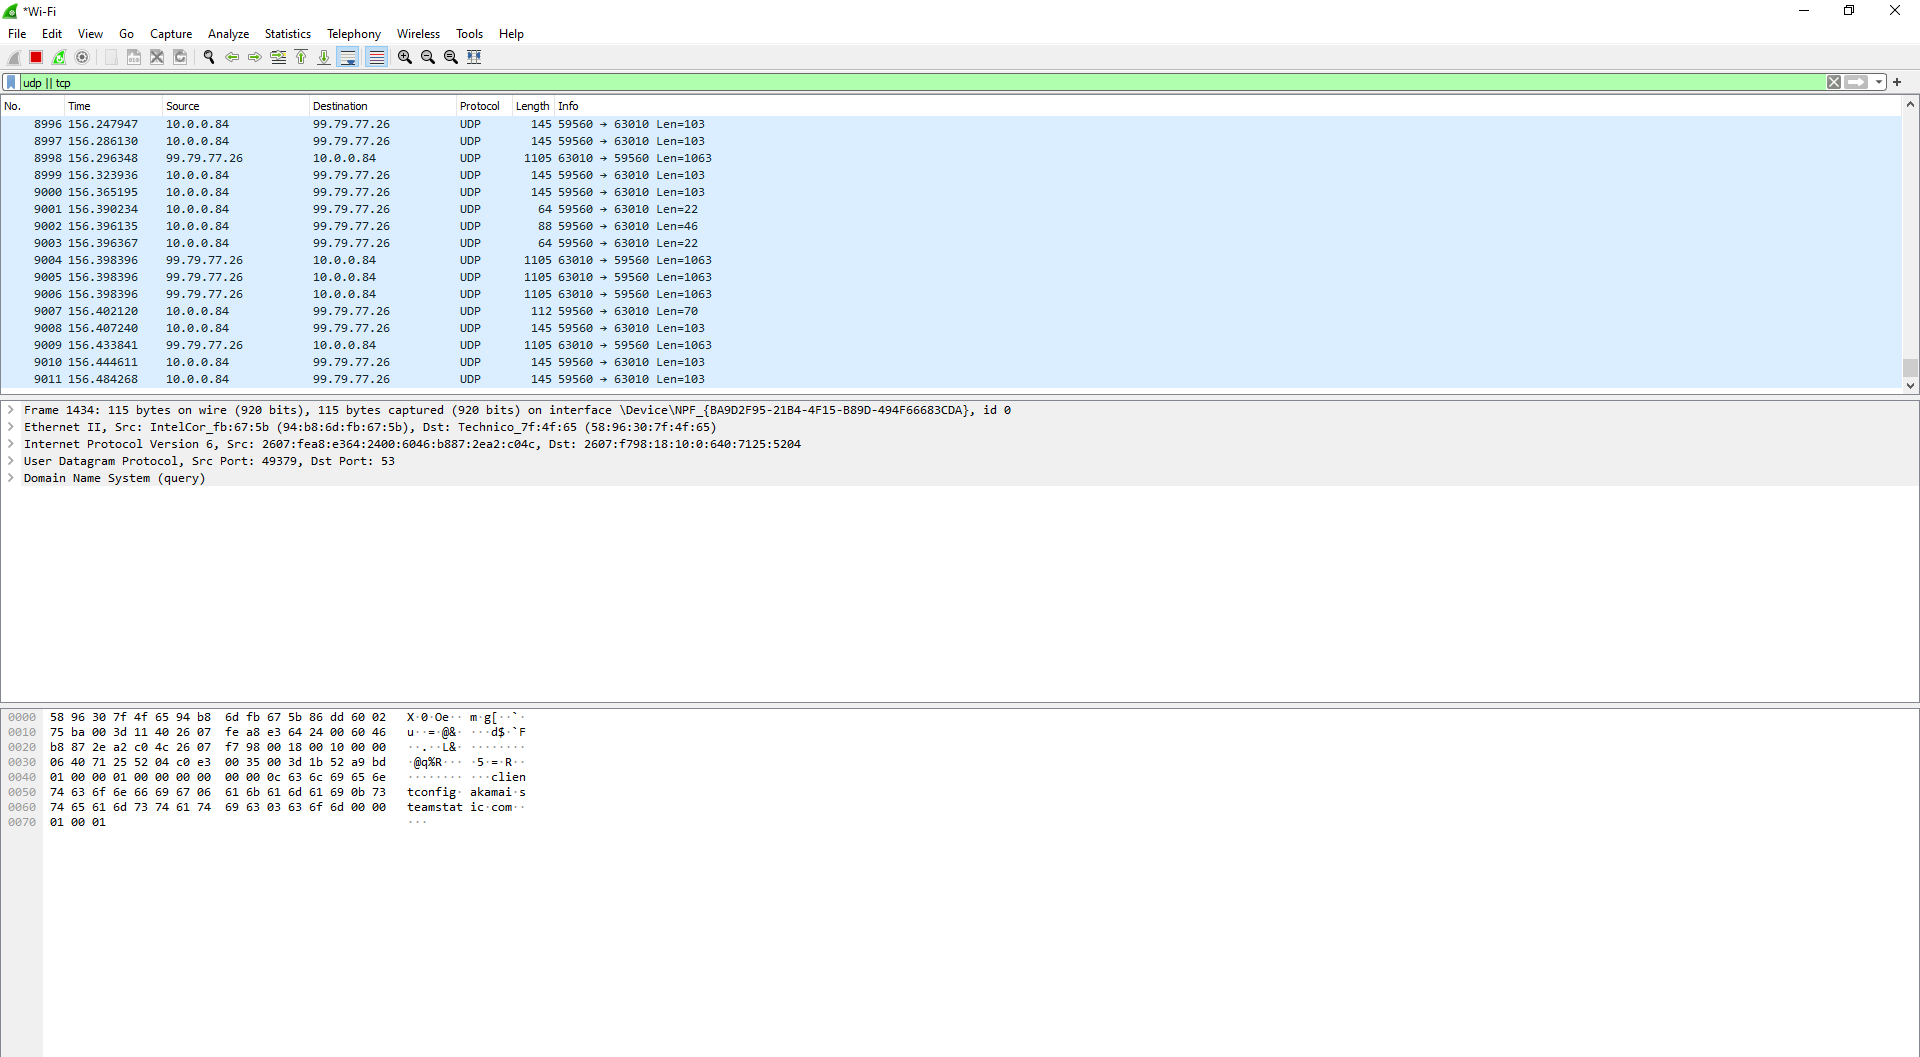 *Wi-Fi
File Edit View Go Capture Analyze Statistics Telephony Wireless Tools Help
udp || tcp
No. Time Source Destination Protocol Length Info
8996 156.247947 10.0.0.84 99.79.77.26 UDP 145 59560 → 63010 Len=103
8997 156.286130 10.0.0.84 99.79.77.26 UDP 145 59560 → 63010 Len=103
8998 156.296348 99.79.77.26 10.0.0.84 UDP 1105 63010 → 59560 Len=1063
8999 156.323936 10.0.0.84 99.79.77.26 UDP 145 59560 → 63010 Len=103
9000 156.365195 10.0.0.84 99.79.77.26 UDP 145 59560 → 63010 Len=103
9001 156.390234 10.0.0.84 99.79.77.26 UDP 64 59560 → 63010 Len=22
9002 156.396135 10.0.0.84 99.79.77.26 UDP 88 59560 → 63010 Len=46
9003 156.396367 10.0.0.84 99.79.77.26 UDP 64 59560 → 63010 Len=22
9004 156.398396 99.79.77.26 10.0.0.84 UDP 1105 63010 → 59560 Len=1063
9005 156.398396 99.79.77.26 10.0.0.84 UDP 1105 63010 → 59560 Len=1063
9006 156.398396 99.79.77.26 10.0.0.84 UDP 1105 63010 → 59560 Len=1063
9007 156.402120 10.0.0.84 99.79.77.26 UDP 112 59560 → 63010 Len=70
9008 156.407240 10.0.0.84 99.79.77.26 UDP 145 59560 → 63010 Len=103
9009 156.433841 99.79.77.26 10.0.0.84 UDP 1105 63010 → 59560 Len=1063
9010 156.444611 10.0.0.84 99.79.77.26 UDP 145 59560 → 63010 Len=103
9011 156.484268 10.0.0.84 99.79.77.26 UDP 145 59560 → 63010 Len=103
Frame 1434: 115 bytes on wire (920 bits), 115 bytes captured (920 bits) on interface \Device\NPF_{BA9D2F95-21B4-4F15-B89D-494F66683CDA}, id 0
Ethernet II, Src: IntelCor_fb:67:5b (94:b8:6d:fb:67:5b), Dst: Technico_7f:4f:65 (58:96:30:7f:4f:65)
Internet Protocol Version 6, Src: 2607:fea8:e364:2400:6046:b887:2ea2:c04c, Dst: 2607:f798:18:10:0:640:7125:5204
User Datagram Protocol, Src Port: 49379, Dst Port: 53
Domain Name System (query)
0000 58 96 30 7f 4f 65 94 b8 6d fb 67 5b 86 dd 60 02 X·0·Oe·· m·g[··`·
0010 75 ba 00 3d 11 40 26 07 fe a8 e3 64 24 00 60 46 u··=·@&· ···d$·`F
0020 b8 87 2e a2 c0 4c 26 07 f7 98 00 18 00 10 00 00 ··.··L&· ········
0030 06 40 71 25 52 04 c0 e3 00 35 00 3d 1b 52 a9 bd ·@q%R··· ·5·=·R··
0040 01 00 00 01 00 00 00 00 00 00 0c 63 6c 69 65 6e ········ ···clien
0050 74 63 6f 6e 66 69 67 06 61 6b 61 6d 61 69 0b 73 tconfig· akamai·s
0060 74 65 61 6d 73 74 61 74 69 63 03 63 6f 6d 00 00 teamstat ic·com··
0070 01 00 01 ···